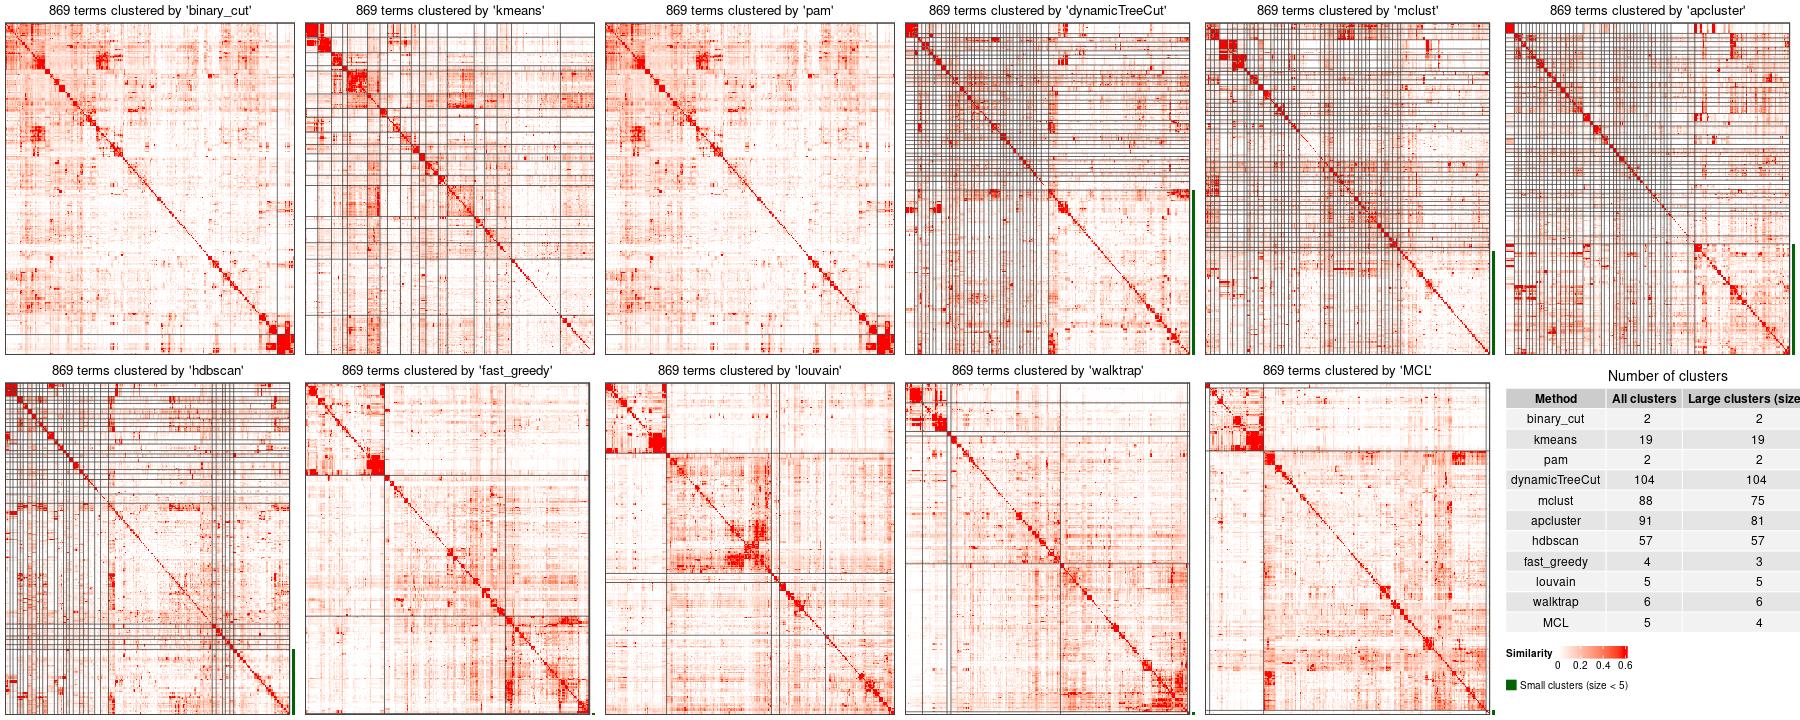 869 terms clustered by 'binary_cut'
869 terms clustered by 'kmeans'
869 terms clustered by 'pam'
869 terms clustered by 'dynamicTreeCut'
869 terms clustered by 'mclust'
869 terms clustered by 'apcluster'
869 terms clustered by 'hdbscan'
869 terms clustered by 'fast_greedy'
869 terms clustered by 'louvain'
869 terms clustered by 'walktrap'
869 terms clustered by 'MCL'
Number of clusters
Method All clusters Large clusters (size
binary_cut 2 2
kmeans 19 19
pam 2 2
dynamicTreeCut 104 104
mclust 88 75
apcluster 91 81
hdbscan 57 57
fast_greedy 4 3
louvain 5 5
walktrap 6 6
MCL 5 4
Similarity
0 0.2 0.4 0.6
Small clusters (size < 5)